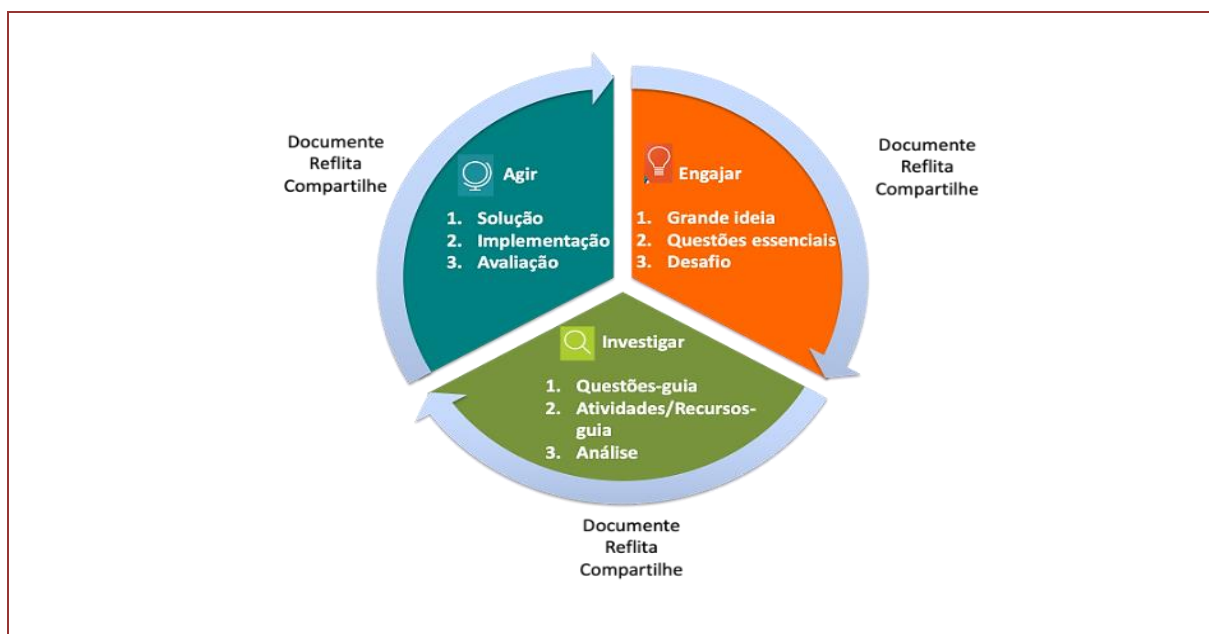 Documente
Reflita
Compartilhe
Agir
1. Solução
2. Implementação
3. Avaliação
Engajar
1. Grande ideia
2. Questões essenciais
3. Desafio
Documente
Reflita
Compartilhe
Investigar
1. Questões-guia
2. Atividades/Recursos-
guia
3. Análise
Documente
Reflita
Compartilhe